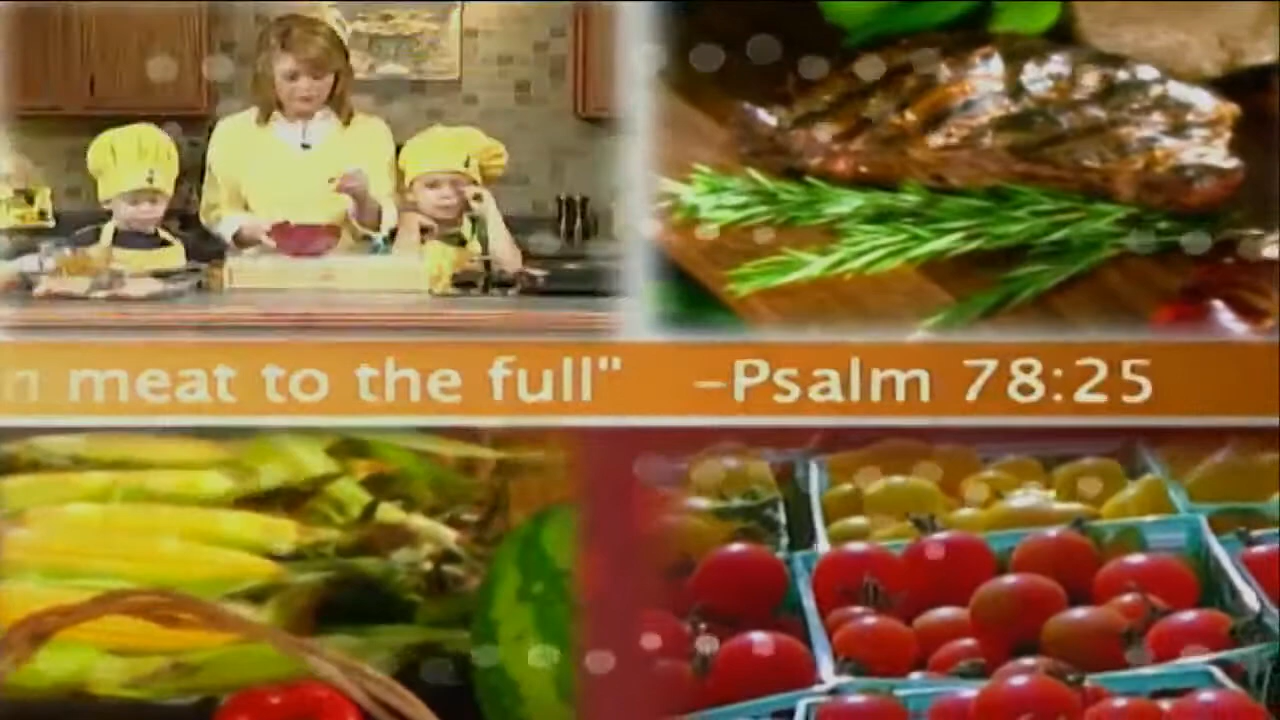 meat to the full" –Psalm 78:25